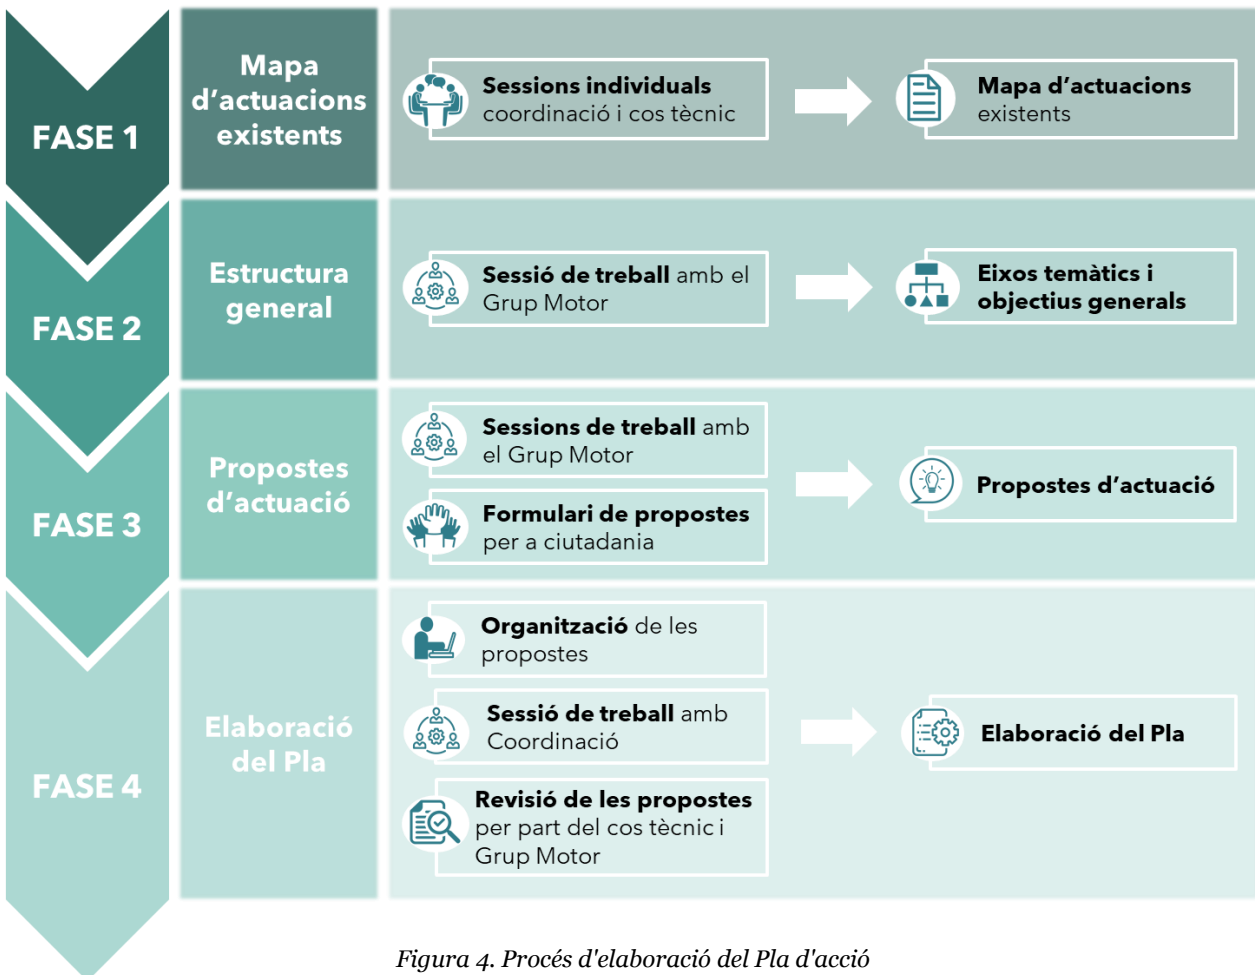 FASE 1
Mapa
d'actuacions
existents
Sessions individuals
coordinació i cos tècnic
Mapa d'actuacions
existents
FASE 2
Estructura
general
Sessió de treball amb el
Grup Motor
Eixos temàtics i
objectius generals
FASE 3
Propostes
d'actuació
Sessions de treball amb
el Grup Motor
Formulari de propostes
per a ciutadania
Propostes d'actuació
FASE 4
Elaboració
del Pla
Organització de les
propostes
Sessió de treball amb
Coordinació
Revisió de les propostes
per part del cos tècnic i
Grup Motor
Elaboració del Pla
Figura 4. Procés d'elaboració del Pla d'acció